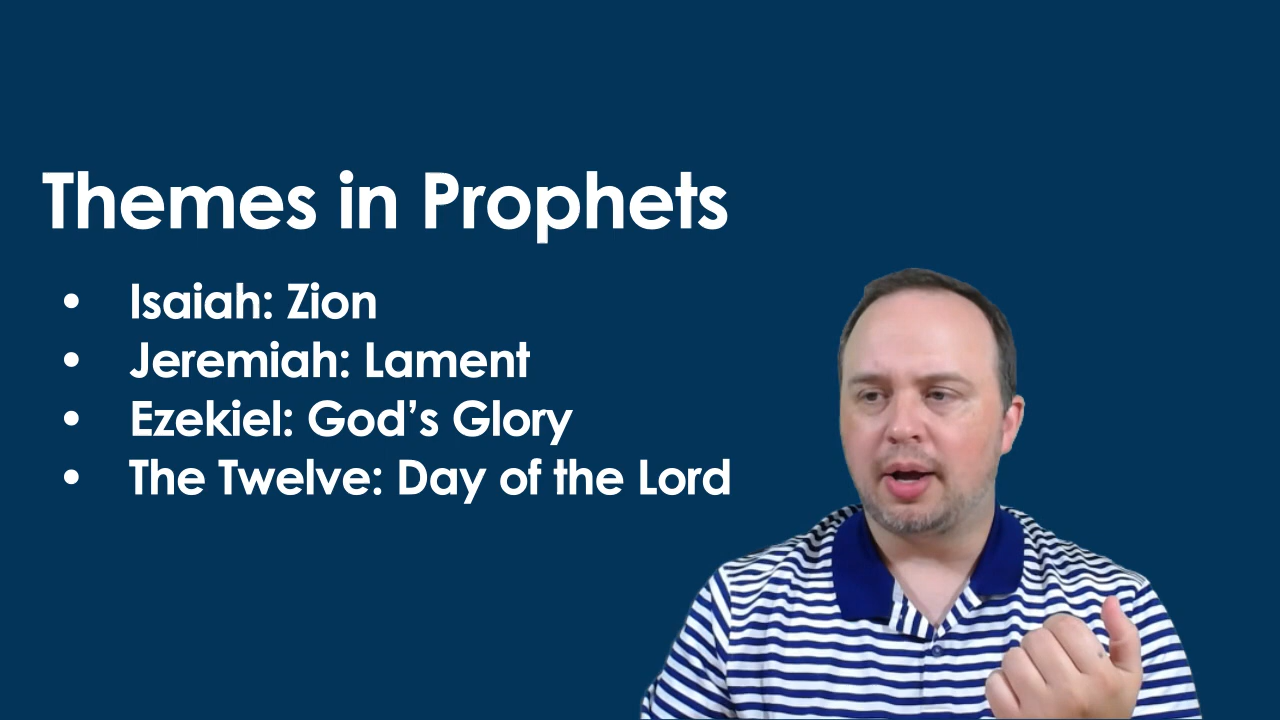 Themes in Prophets
• Isaiah: Zion
• Jeremiah: Lament
• Ezekiel: God’s Glory
• The Twelve: Day of the Lord